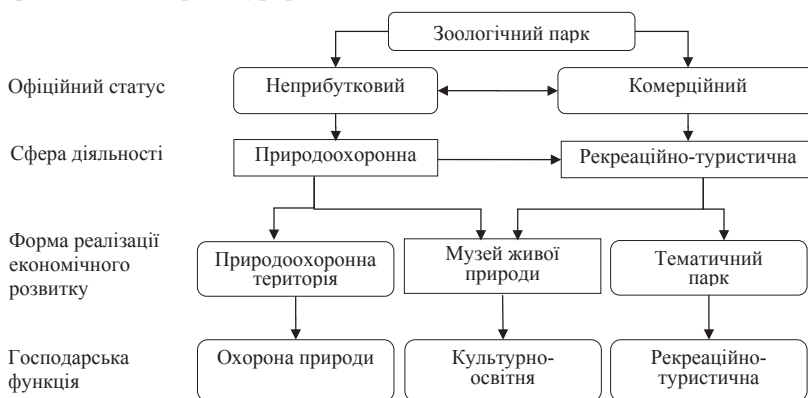 Зоологічний парк
Офіційний статус
Неприбутковий
Комерційний
Сфера діяльності
Природоохоронна
Рекреаційно-туристична
Форма реалізації
економічного
розвитку
Природоохоронна
територія
Музей живої
природи
Тематичний
парк
Господарська
функція
Охорона природи
Культурно-
освітня
Рекреаційно-
туристична